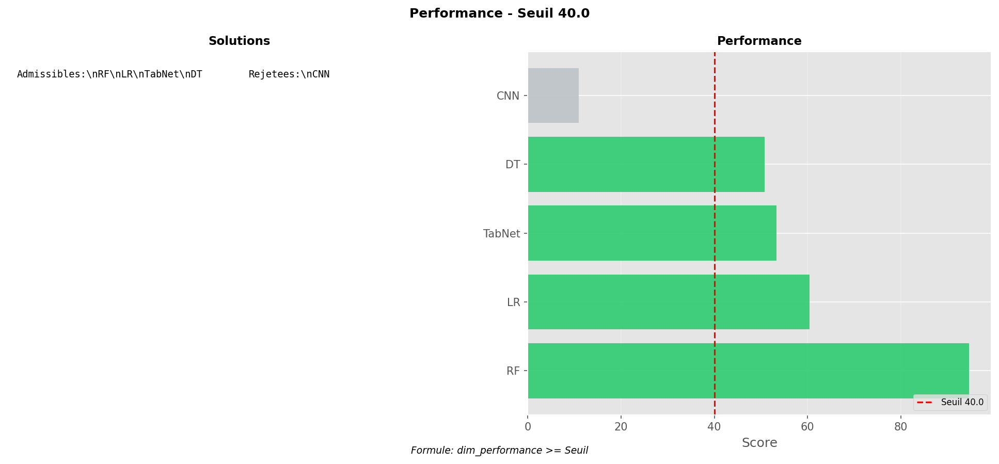 Performance - Seuil 40.0
Solutions
Admissibles:\nRF\nLR\nTabNet\nDT
Rejetees:\nCNN
Performance
CNN
DT
TabNet
LR
RF
Seuil 40.0
0 20 40 60 80
Score
Formule: dim_performance >= Seuil